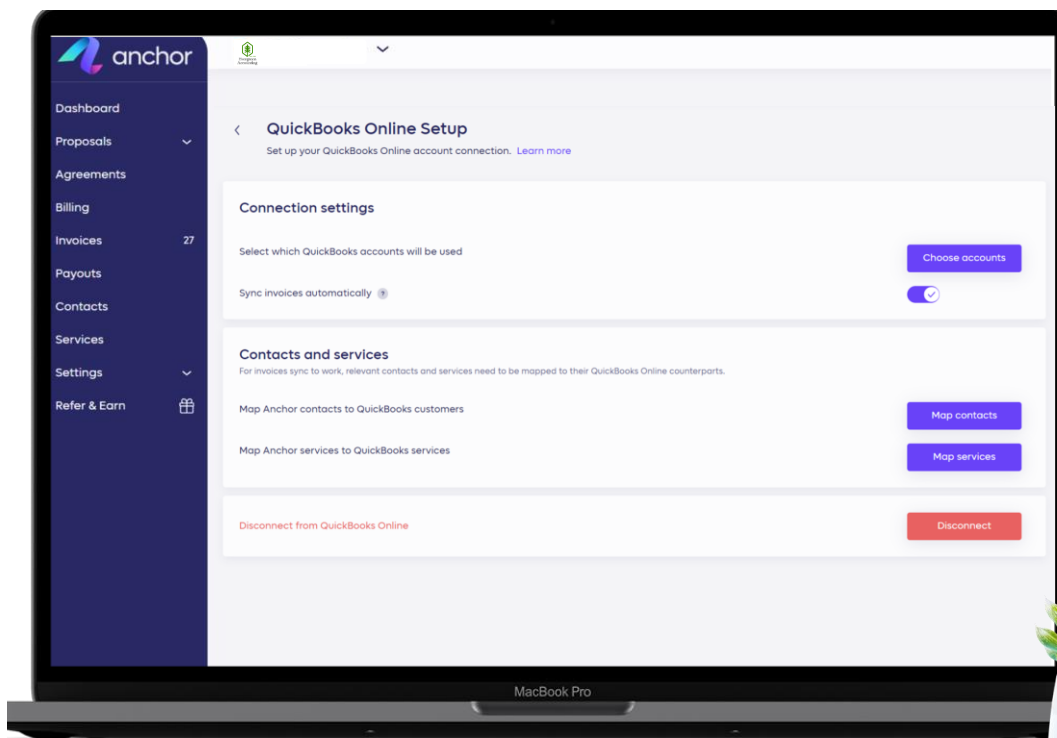 anchor
Dashboard
Proposals
Agreements
Billing
Invoices 27
Payouts
Contacts
Services
Settings
Refer & Earn
QuickBooks Online Setup
Set up your QuickBooks Online account connection. Learn more
Connection settings
Select which QuickBooks accounts will be used
Choose accounts
Sync invoices automatically ?
Contacts and services
For invoices sync to work, relevant contacts and services need to be mapped to their QuickBooks Online counterparts.
Map Anchor contacts to QuickBooks customers
Map contacts
Map Anchor services to QuickBooks services
Map services
Disconnect from QuickBooks Online
Disconnect
MacBook Pro